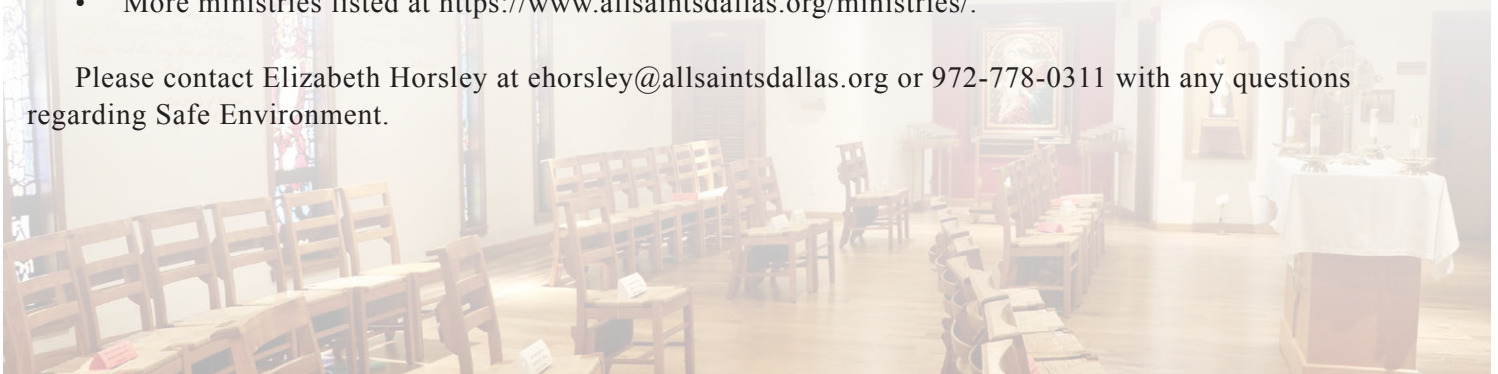 • More ministries listed at https://www.allsaintsdallas.org/ministries/.
Please contact Elizabeth Horsley at ehorsley@allsaintsdallas.org or 972-778-0311 with any questions
regarding Safe Environment.